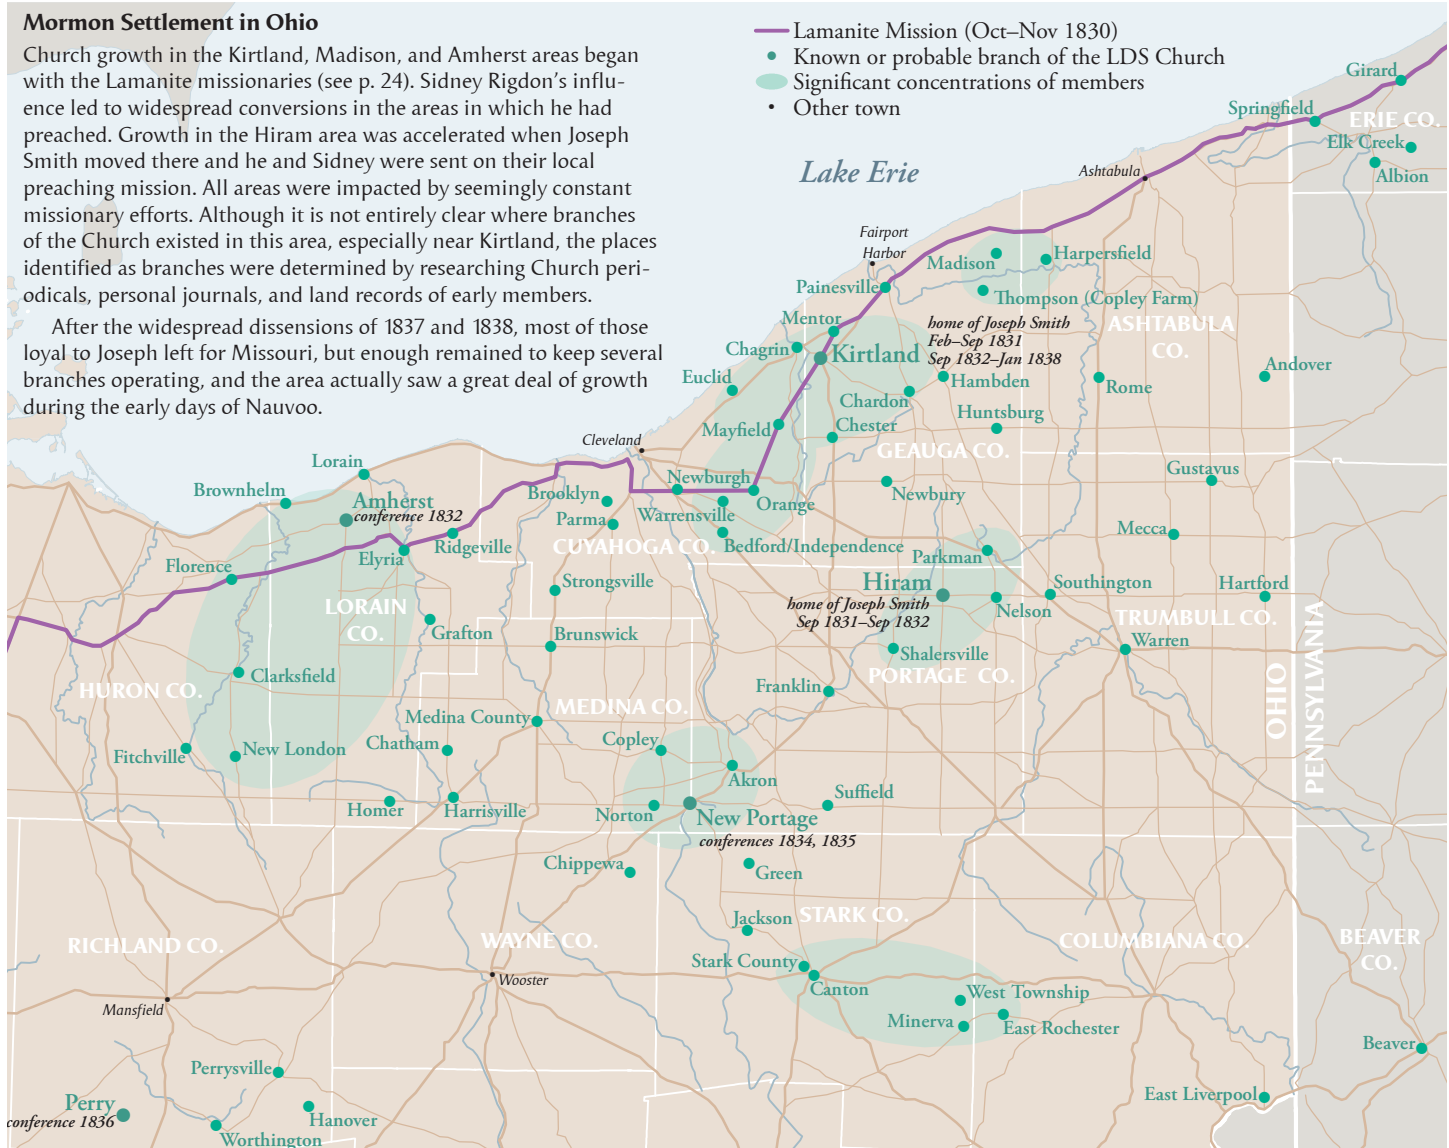 Mormon Settlement in Ohio
Church growth in the Kirtland, Madison, and Amherst areas began
with the Lamanite missionaries (see p. 24). Sidney Rigdon’s influ-
ence led to widespread conversions in the areas in which he had
preached. Growth in the Hiram area was accelerated when Joseph
Smith moved there and he and Sidney were sent on their local
preaching mission. All areas were impacted by seemingly constant
missionary efforts. Although it is not entirely clear where branches
of the Church existed in this area, especially near Kirtland, the places
identified as branches were determined by researching Church peri-
odicals, personal journals, and land records of early members.
After the widespread dissensions of 1837 and 1838, most of those
loyal to Joseph left for Missouri, but enough remained to keep several
branches operating, and the area actually saw a great deal of growth
during the early days of Nauvoo.
Lamanite Mission (Oct–Nov 1830)
Known or probable branch of the LDS Church
Significant concentrations of members
Other town
Lake Erie
Girard
Springfield
ERIE CO.
Elk Creek
Albion
Ashtabula
Fairport
Harbor
Madison
Harpersfield
Painesville
Thompson (Copley Farm)
Mentor
home of Joseph Smith
Feb–Sep 1831
Sep 1832–Jan 1838
ASHTABULA
CO.
Chagrin
Kirtland
Andover
Euclid
Hambden
Rome
Chardon
Huntsburg
Mayfield
Chester
Cleveland
GEAUGA CO.
Lorain
Gustavus
Newburgh
Brownhelm
Amherst
conference 1832
Brooklyn
Newbury
Orange
Parma
Warrensville
Mecca
Ridgeville
CUYAHOGA CO.
Bedford/Independence
Parkman
Elyria
Florence
Strongsville
Hiram
Southington
Hartford
home of Joseph Smith
Sep 1831–Sep 1832
LORAIN
CO.
Nelson
TRUMBULL CO.
Grafton
Brunswick
Warren
Shalersville
Clarksfield
PORTAGE CO.
HURON CO.
Franklin
OHIO
PENNSYLVANIA
MEDINA CO.
Medina County
Fitchville
New London
Chatham
Copley
Akron
Homer
Harrisville
Norton
Suffield
New Portage
conferences 1834, 1835
Chippewa
Green
Jackson
STARK CO.
RICHLAND CO.
WAYNE CO.
COLUMBIANA CO.
BEAVER
CO.
Stark County
Wooster
Canton
West Township
Mansfield
Minerva
East Rochester
Beaver
Perrysville
East Liverpool
Perry
conference 1836
Hanover
Worthington